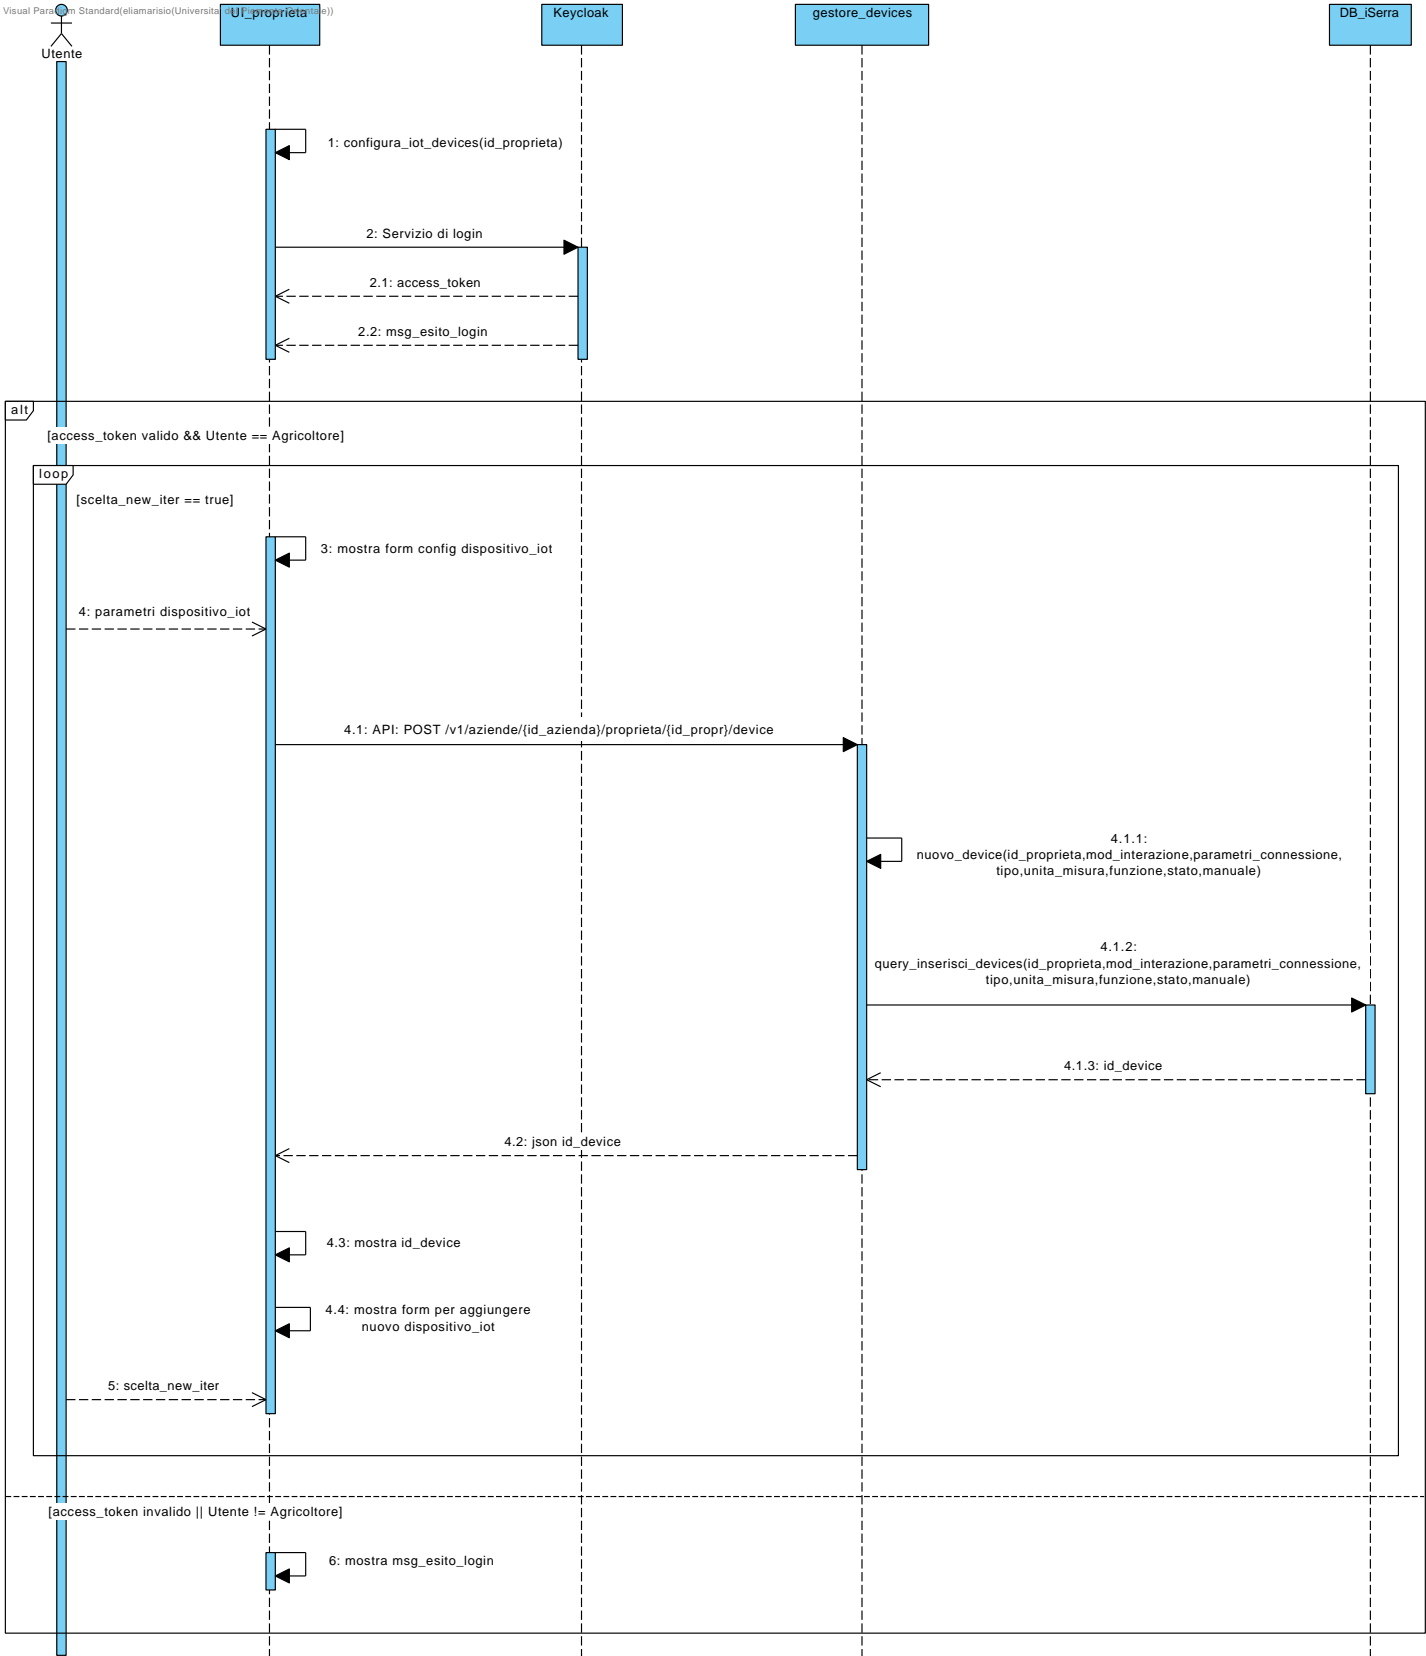 Visual Paradigm Standard(eliamarisio(Universita' del Piemonte Orientale))
Utente
UI_proprieta
Keycloak
gestore_devices
DB_iSerra
1: configura_iot_devices(id_proprieta)
2: Servizio di login
2.1: access_token
2.2: msg_esito_login
alt
[access_token valido && Utente == Agricoltore]
loop
[scelta_new_iter == true]
3: mostra form config dispositivo_iot
4: parametri dispositivo_iot
4.1: API: POST /v1/aziende/{id_azienda}/proprieta/{id_propr}/device
4.1.1:
nuovo_device(id_proprieta,mod_interazione,parametri_connessione,
tipo,unita_misura,funzione,stato,manuale)
4.1.2:
query_inserisci_devices(id_proprieta,mod_interazione,parametri_connessione,
tipo,unita_misura,funzione,stato,manuale)
4.1.3: id_device
4.2: json id_device
4.3: mostra id_device
4.4: mostra form per aggiungere
nuovo dispositivo_iot
5: scelta_new_iter
[access_token invalido || Utente != Agricoltore]
6: mostra msg_esito_login